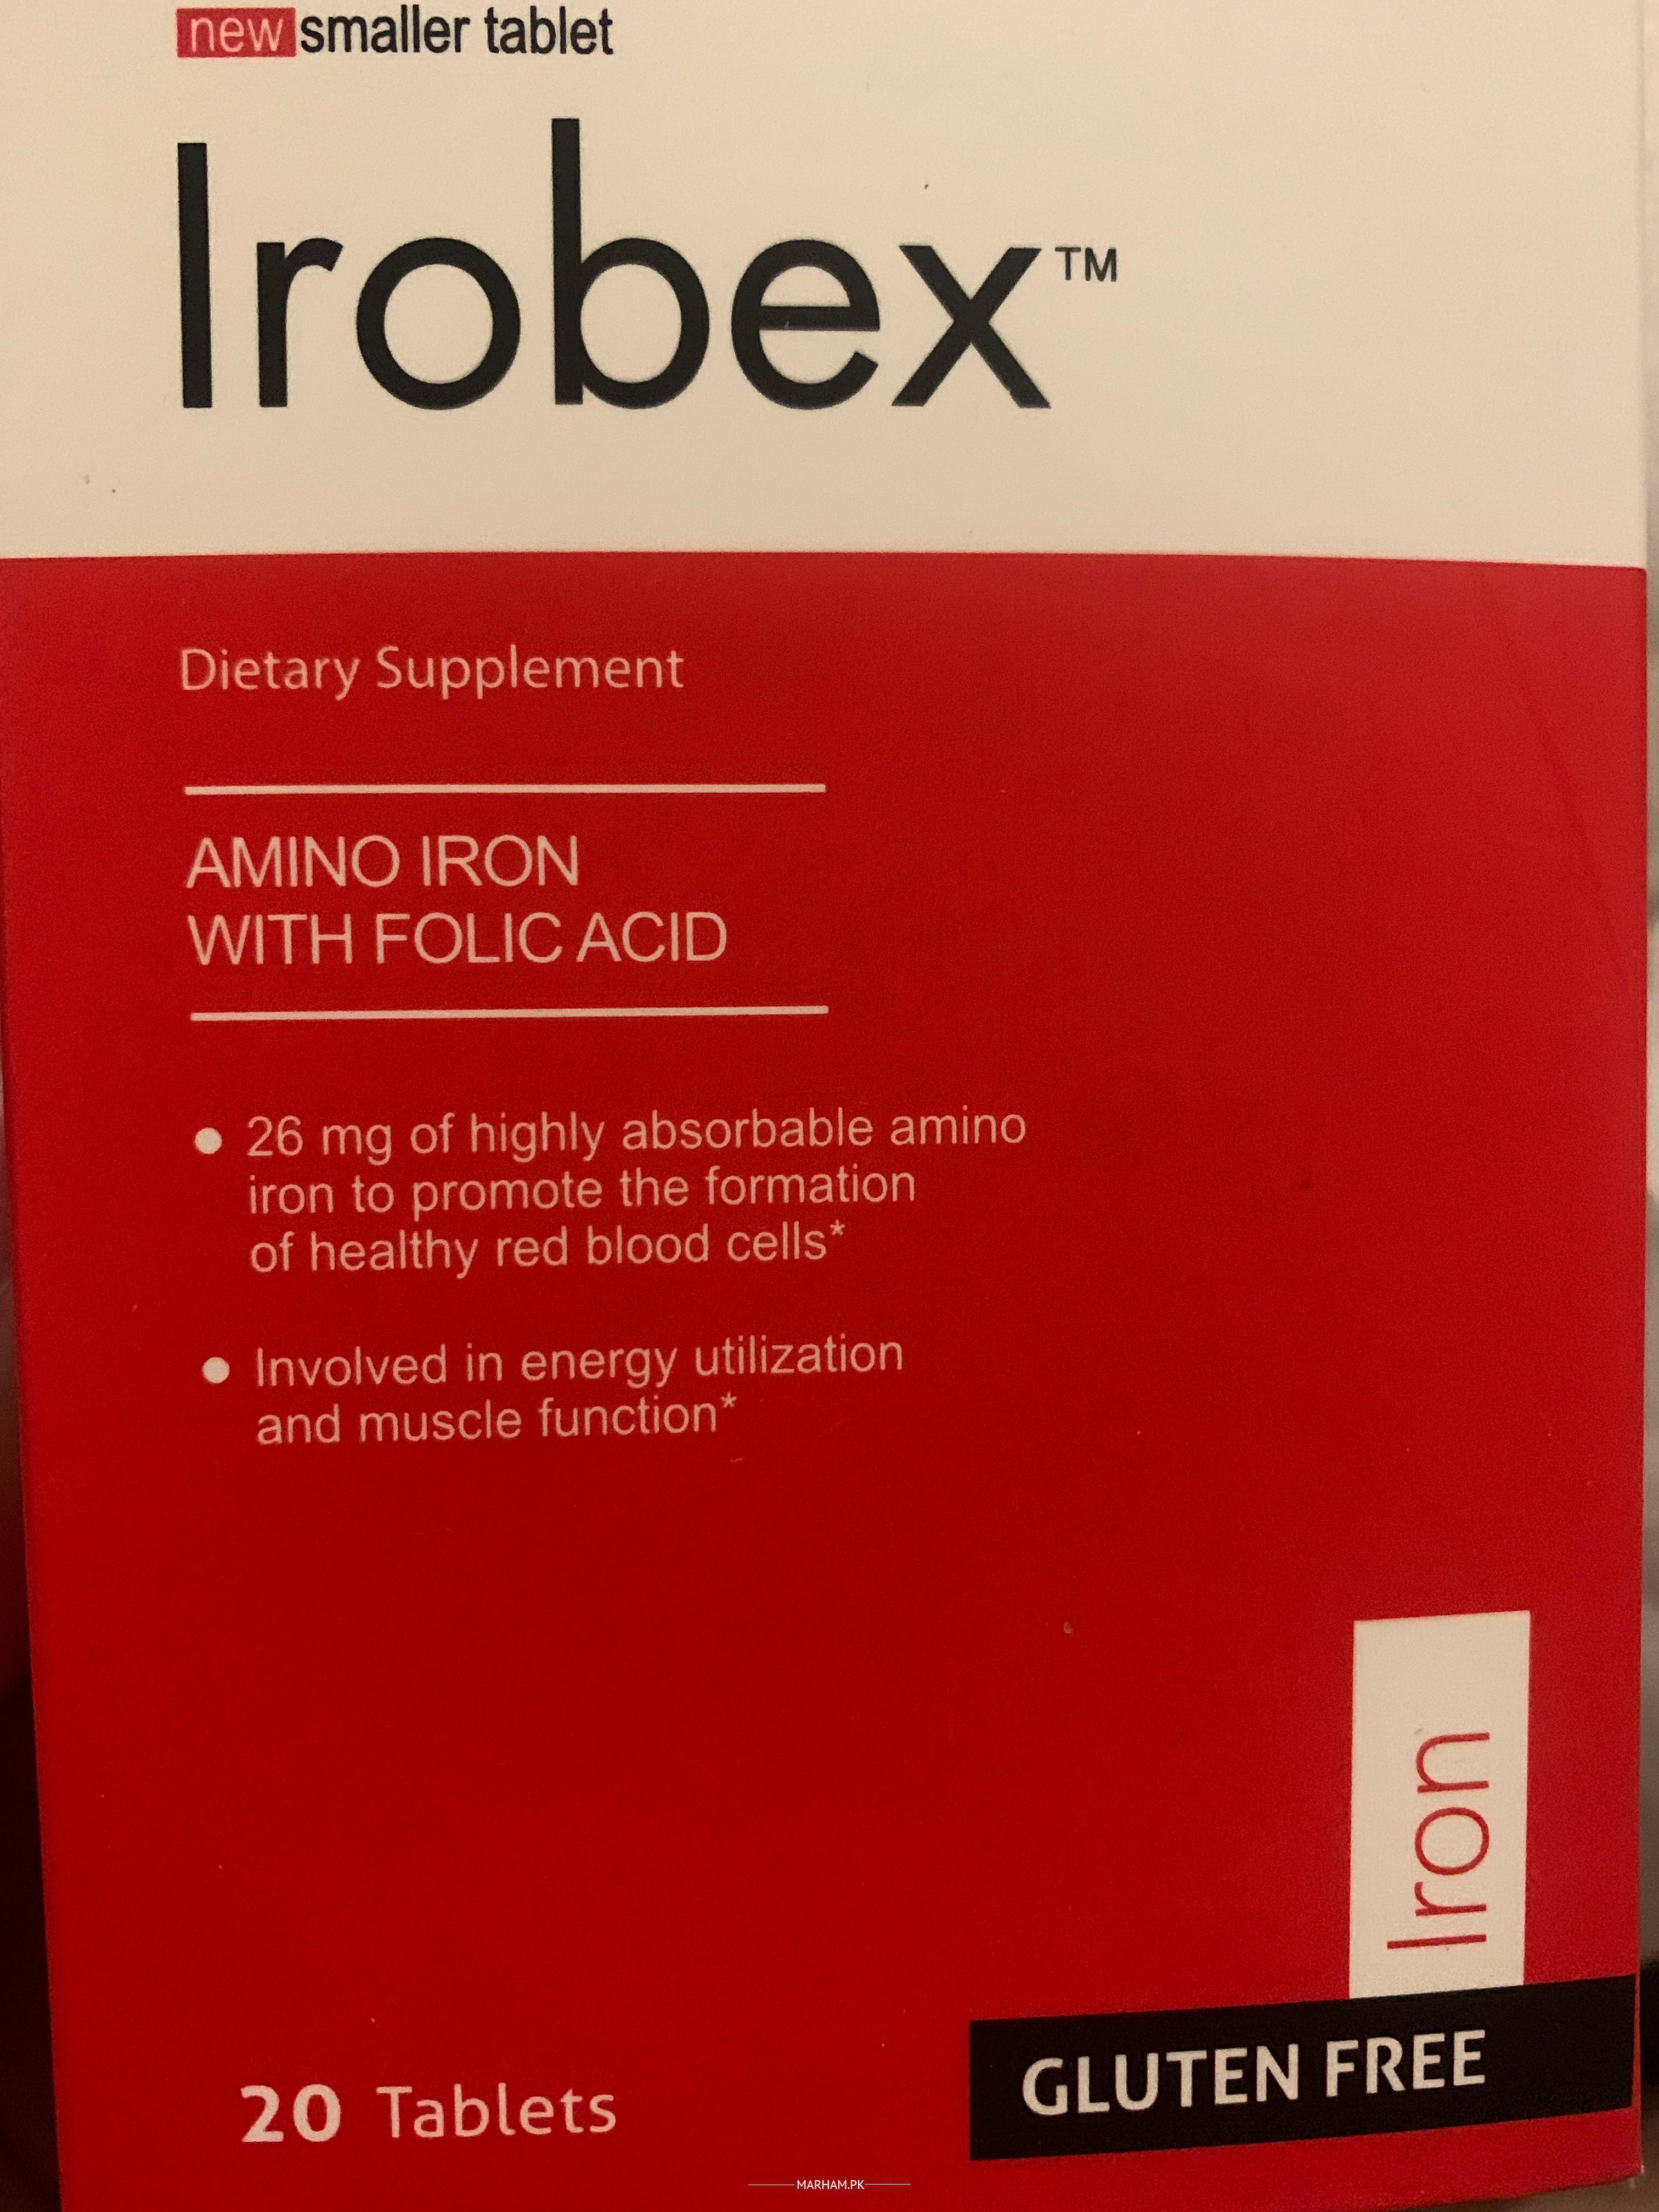 new smaller tablet
Irobex™
Dietary Supplement
AMINO IRON
WITH FOLIC ACID
• 26 mg of highly absorbable amino
iron to promote the formation
of healthy red blood cells*
• Involved in energy utilization
and muscle function*
Iron
GLUTEN FREE
20 Tablets
MARHAM.PK